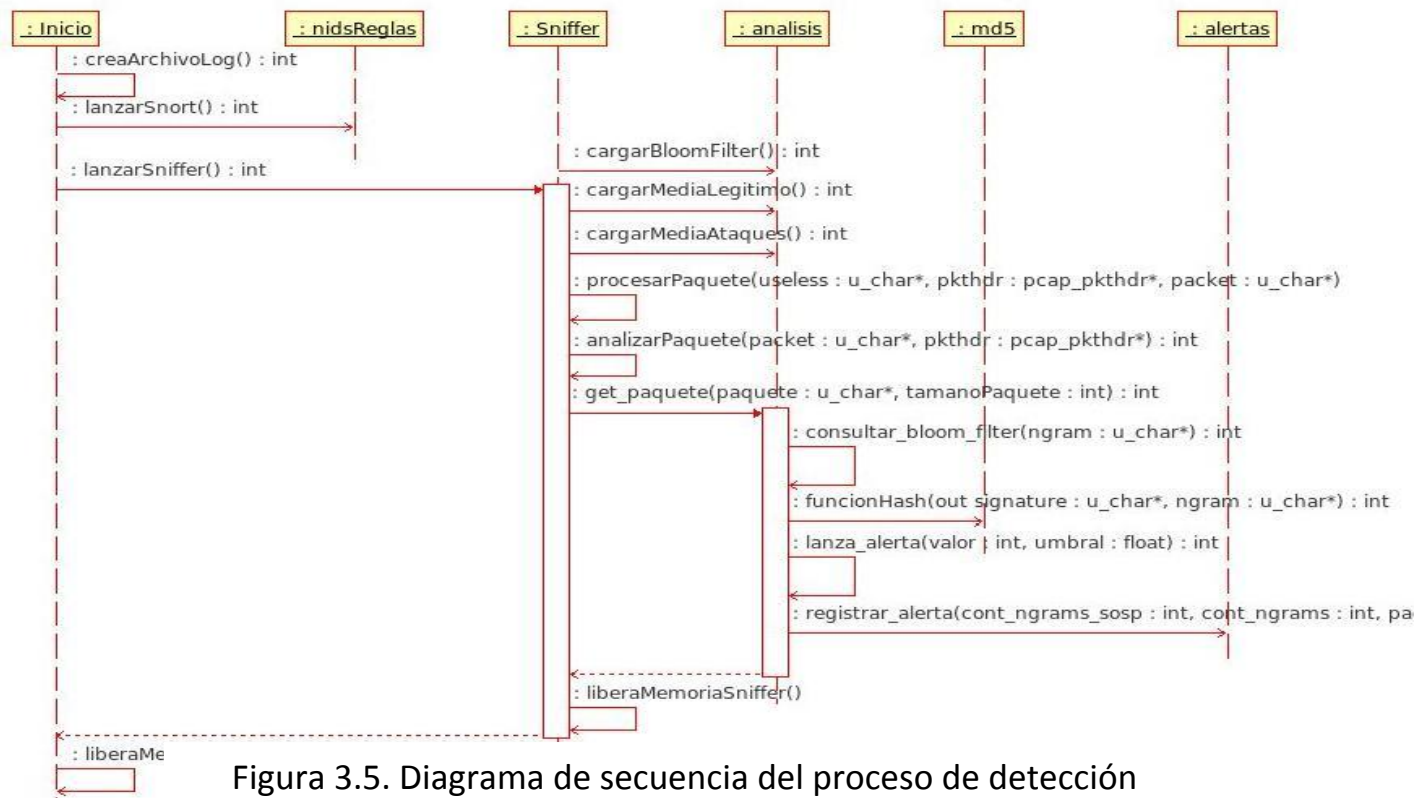 : Inicio : nidsReglas : Sniffer : analisis : md5 : alertas
: creaArchivoLog() : int
: lanzarSnort() : int
: cargarBloomFilter() : int
: lanzarSniffer() : int
: cargarMediaLegitimo() : int
: cargarMediaAtaques() : int
: procesarPaquete(useless : u_char*, pkthdr : pcap_pkthdr*, packet : u_char*)
: analizarPaquete(packet : u_char*, pkthdr : pcap_pkthdr*) : int
: get_paquete(paquete : u_char*, tamanoPaquete : int) : int
: consultar_bloom_filter(ngram : u_char*) : int
: funcionHash(out signature : u_char*, ngram : u_char*) : int
: lanza_alerta(valor : int, umbral : float) : int
: registrar_alerta(cont_ngrams_sosp : int, cont_ngrams : int,
: liberaMemoriaSniffer()
Figura 3.5. Diagrama de secuencia del proceso de detección